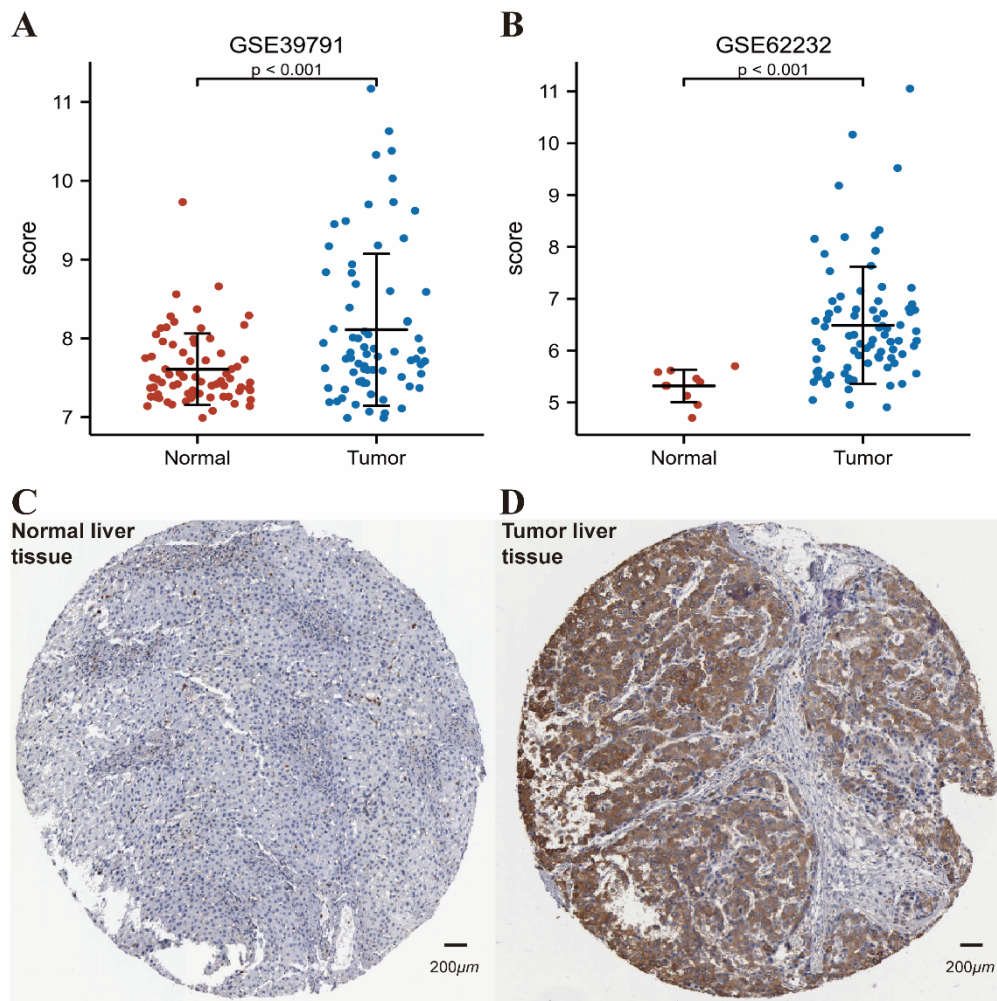 A
GSE39791
p < 0.001
score
11
10
9
8
7
Normal
Tumor
B
GSE62232
p < 0.001
score
11
10
9
8
7
6
5
Normal
Tumor
C
Normal liver
tissue
200µm
D
Tumor liver
tissue
200µm